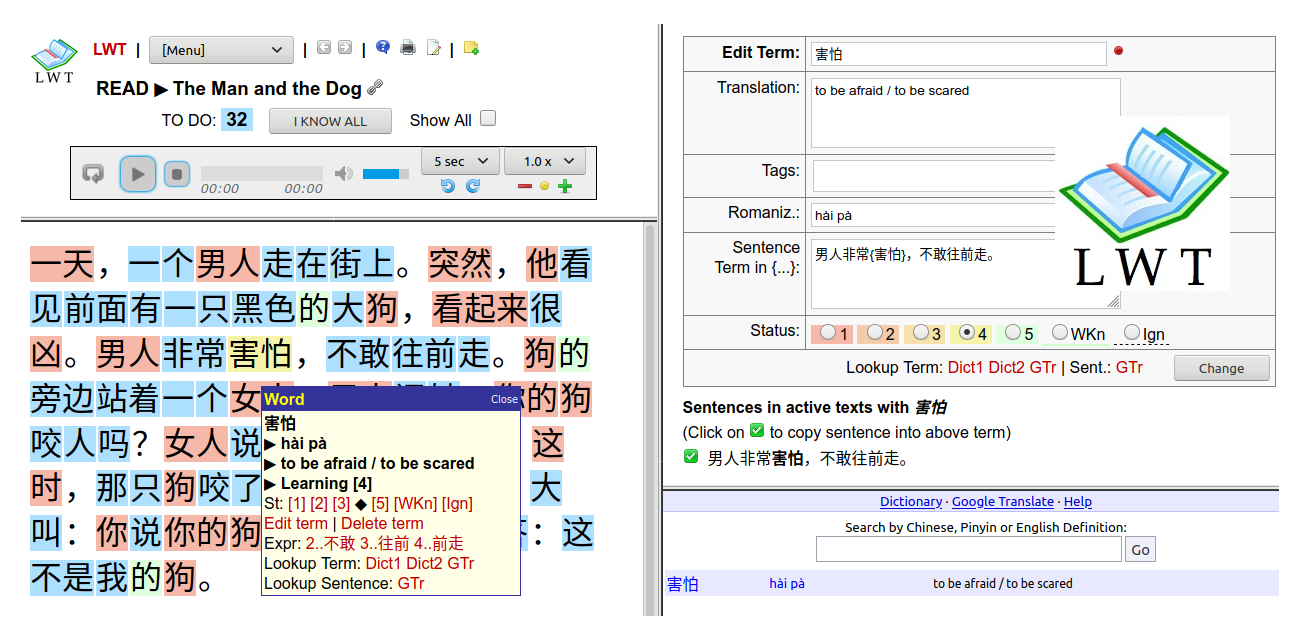 LWT | [Menu] | | |
LWT
READ ▶ The Man and the Dog
TO DO: 32 I KNOW ALL Show All
5 sec 1.0 x
00:00 00:00
一天，一个男人走在街上。突然，他看
见前面有一只黑色的大狗，看起来很
凶。男人非常害怕，不敢往前走。狗的
旁边站着一个女 的狗
咬人吗？女人说 这
时，那只狗咬了 大
叫：你说你的狗 ：这
不是我的狗。
Word Close
害怕
▶ hài pà
▶ to be afraid / to be scared
▶ Learning [4]
St: [1] [2] [3] ◆ [5] [WKn] [Ign]
Edit term | Delete term
Expr: 2..不敢 3..往前 4..前走
Lookup Term: Dict1 Dict2 GTr
Lookup Sentence: GTr
Edit Term: 害怕
Translation: to be afraid / to be scared
Tags:
Romaniz.: hài pà
Sentence
Term in {...}: 男人非常{害怕}，不敢往前走。
LWT
Status: 1 2 3 4 5 WKn Ign
Lookup Term: Dict1 Dict2 GTr | Sent.: GTr Change
Sentences in active texts with 害怕
(Click on to copy sentence into above term)
男人非常害怕，不敢往前走。
Dictionary · Google Translate · Help
Search by Chinese, Pinyin or English Definition:
Go
害怕 hài pà to be afraid / to be scared